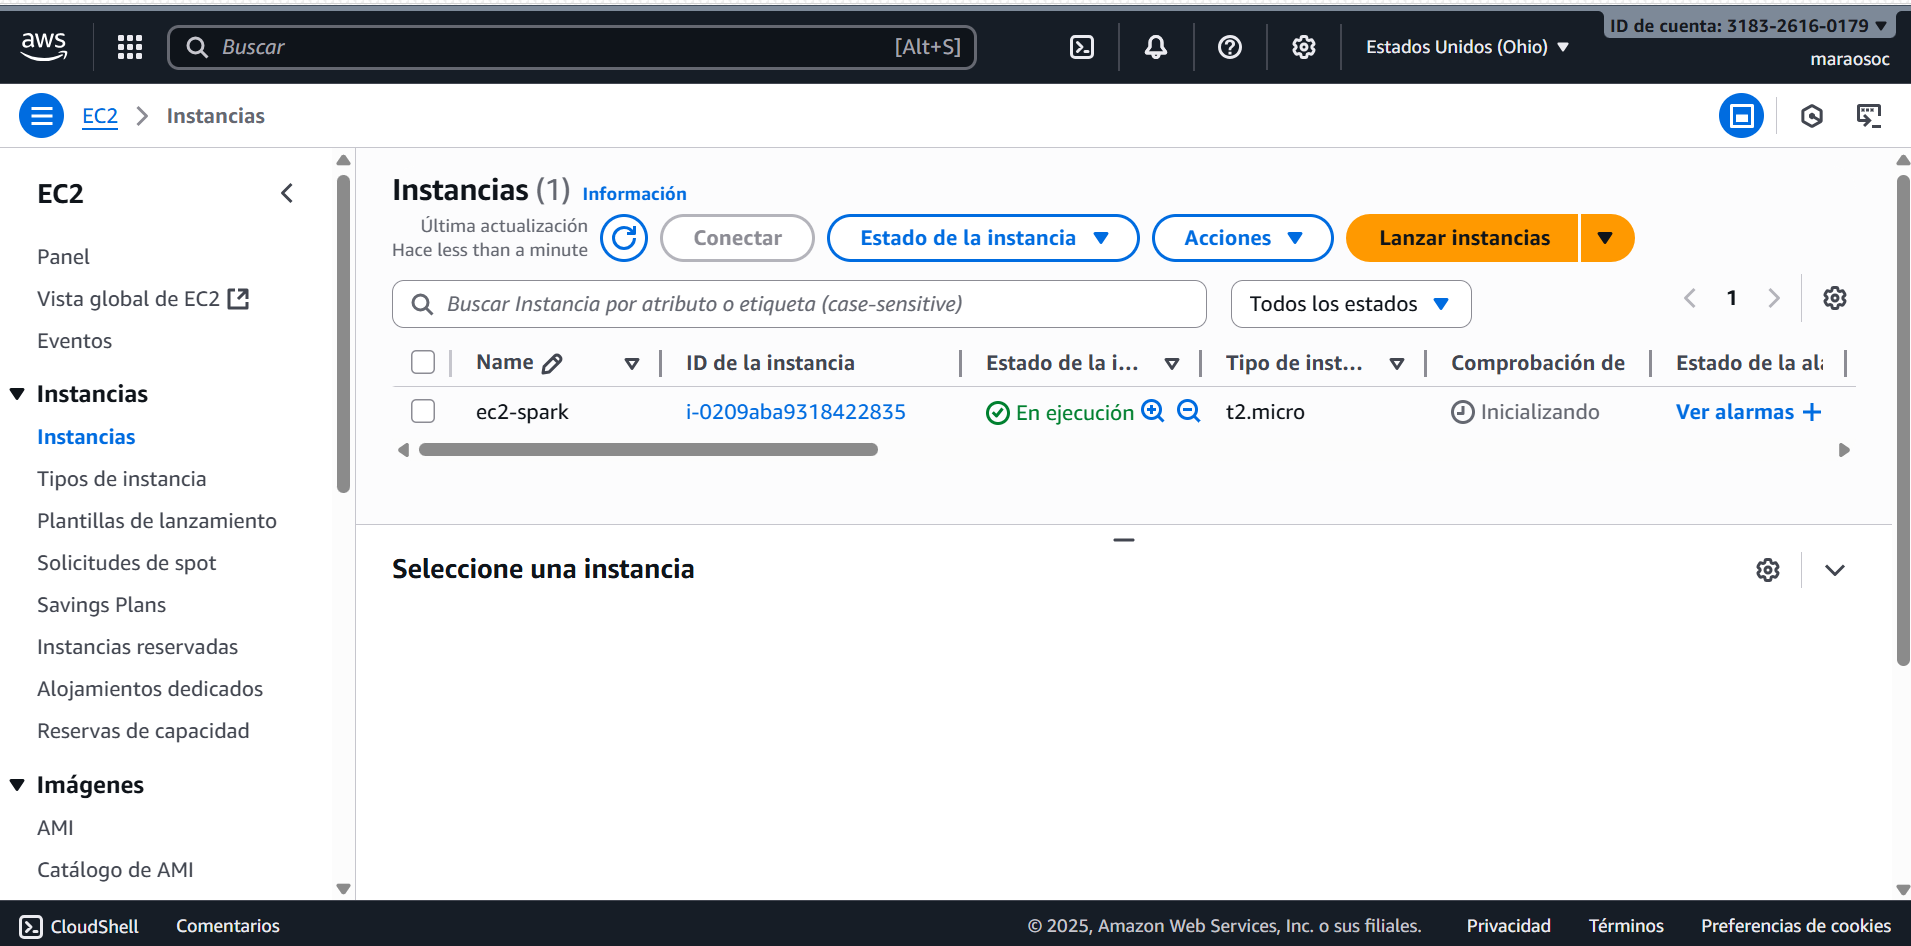 aws
Buscar [Alt+S]
Estados Unidos (Ohio)
ID de cuenta: 3183-2616-0179
maraosoc
EC2 Instancias
EC2
Panel
Vista global de EC2
Eventos
Instancias
Instancias
Tipos de instancia
Plantillas de lanzamiento
Solicitudes de spot
Savings Plans
Instancias reservadas
Alojamientos dedicados
Reservas de capacidad
Imágenes
AMI
Catálogo de AMI
Instancias (1) Información
Última actualización
Hace less than a minute
Conectar Estado de la instancia Acciones Lanzar instancias
Buscar Instancia por atributo o etiqueta (case-sensitive) Todos los estados 1
Name ID de la instancia Estado de la i... Tipo de inst... Comprobación de Estado de la ala
ec2-spark i-0209aba9318422835 En ejecución t2.micro Inicializando Ver alarmas +
Seleccione una instancia
CloudShell Comentarios © 2025, Amazon Web Services, Inc. o sus filiales. Privacidad Términos Preferencias de cookies